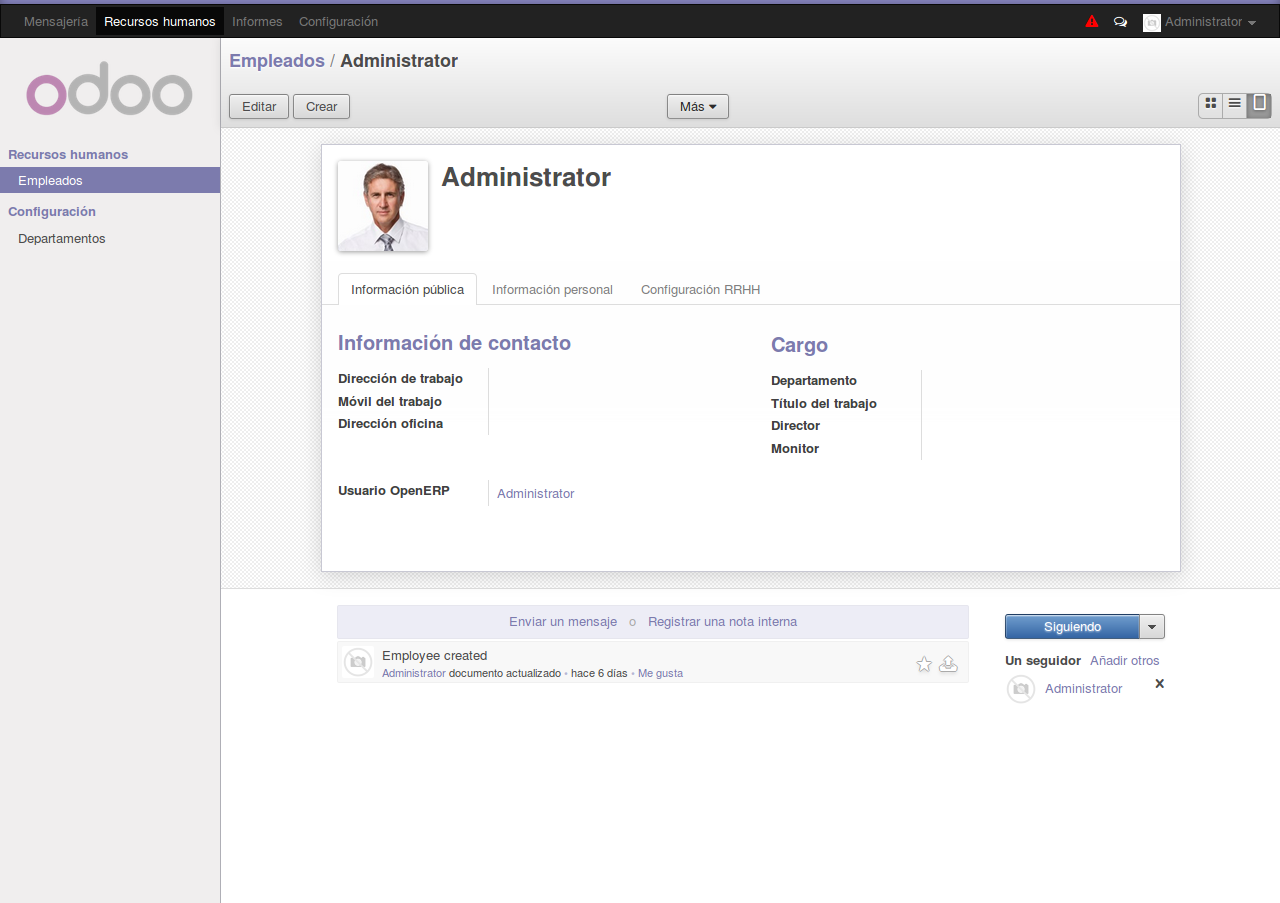 Mensajería Recursos humanos Informes Configuración Administrator
odoo
Recursos humanos
Empleados
Configuración
Departamentos
Empleados / Administrator
Editar Crear Más
Administrator
Información pública Información personal Configuración RRHH
Información de contacto
Dirección de trabajo
Móvil del trabajo
Dirección oficina
Usuario OpenERP Administrator
Cargo
Departamento
Título del trabajo
Director
Monitor
Enviar un mensaje o Registrar una nota interna
Employee created
Administrator documento actualizado • hace 6 días • Me gusta
Siguiendo
Un seguidor Añadir otros
Administrator x